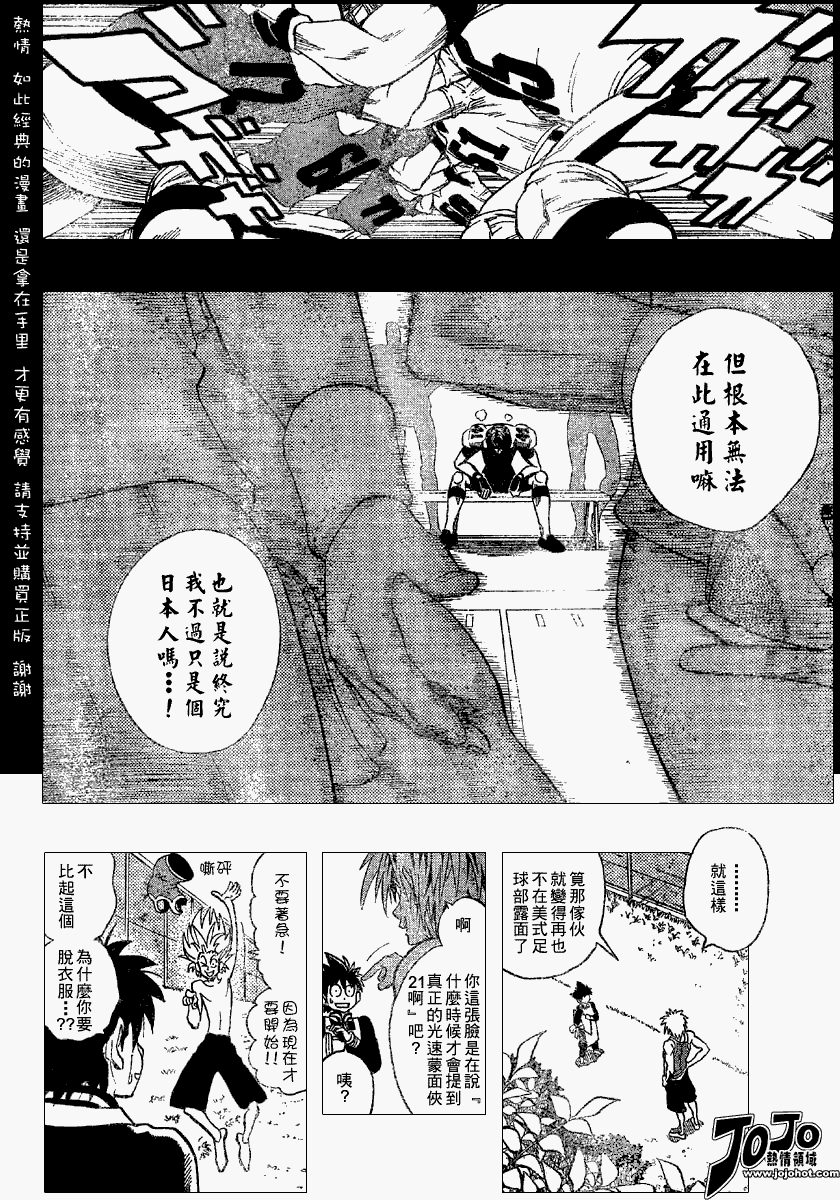 熱情 如此經典的漫畫 還是拿在手里 才更有感覺 請支持並購買正版 謝謝
但根本無法
在此通用嘛
也就是説終究
我不過只是個
日本人嗎…！
………
就這樣
筧那傢伙
就變得再也
不在美式足
球部露面了
啊
你這張臉是在說『
什麼時候才會提到
真正的光速蒙面俠
21啊』吧？
咦？
不要著急！
因為現在才
要開始!!
嘶砰
不
比起這個
為什麼你要
脫衣服…??
JOJO
熱情領域
www.jojohot.com